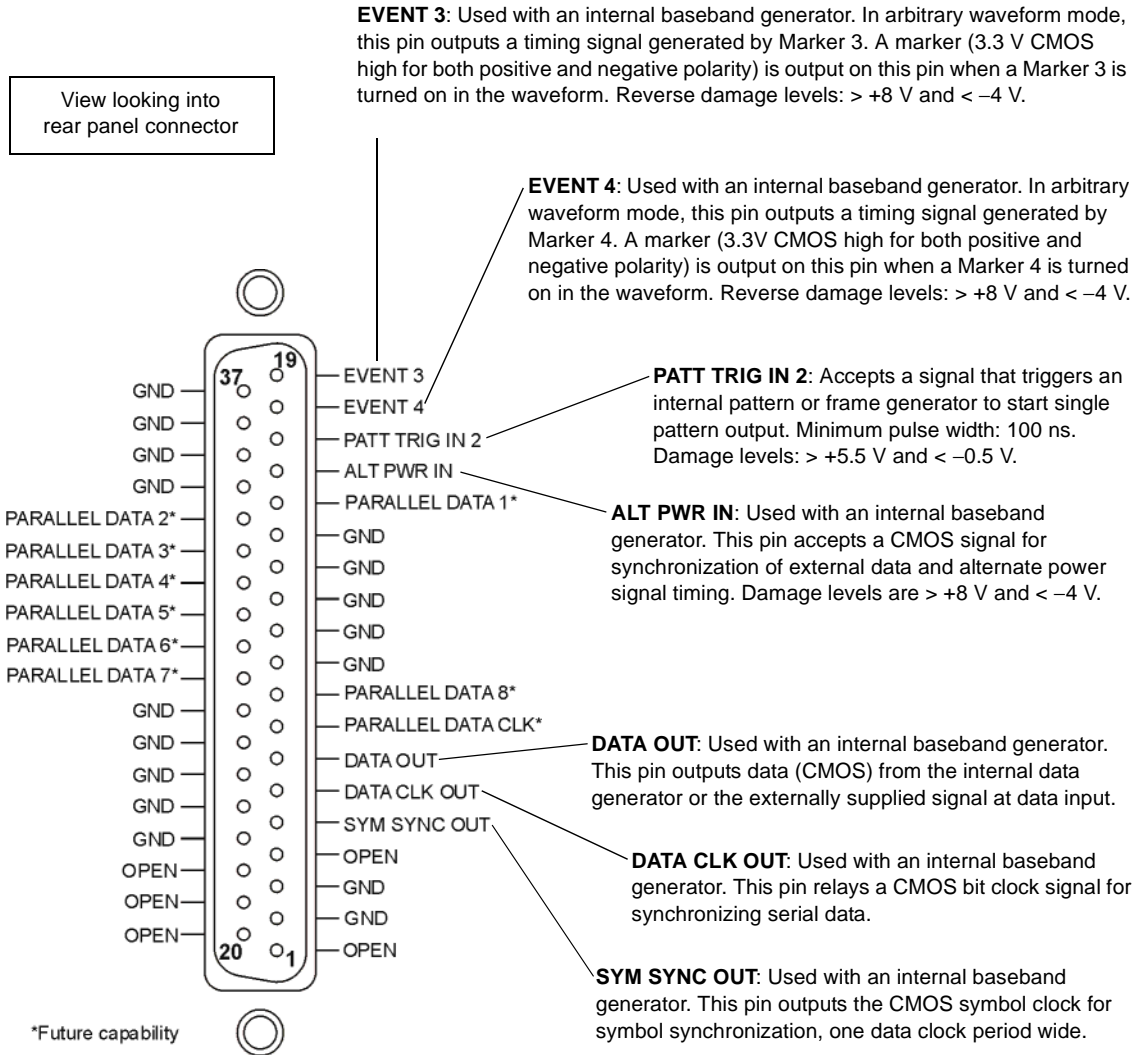 EVENT 3: Used with an internal baseband generator. In arbitrary waveform mode,
this pin outputs a timing signal generated by Marker 3. A marker (3.3 V CMOS
high for both positive and negative polarity) is output on this pin when a Marker 3 is
turned on in the waveform. Reverse damage levels: > +8 V and < −4 V.
View looking into
rear panel connector
EVENT 4: Used with an internal baseband generator. In arbitrary
waveform mode, this pin outputs a timing signal generated by
Marker 4. A marker (3.3V CMOS high for both positive and
negative polarity) is output on this pin when a Marker 4 is turned
on in the waveform. Reverse damage levels: > +8 V and < −4 V.
PATT TRIG IN 2: Accepts a signal that triggers an
internal pattern or frame generator to start single
pattern output. Minimum pulse width: 100 ns.
Damage levels: > +5.5 V and < −0.5 V.
ALT PWR IN: Used with an internal baseband
generator. This pin accepts a CMOS signal for
synchronization of external data and alternate power
signal timing. Damage levels are > +8 V and < −4 V.
DATA OUT: Used with an internal baseband generator.
This pin outputs data (CMOS) from the internal data
generator or the externally supplied signal at data input.
DATA CLK OUT: Used with an internal baseband
generator. This pin relays a CMOS bit clock signal for
synchronizing serial data.
SYM SYNC OUT: Used with an internal baseband
generator. This pin outputs the CMOS symbol clock for
symbol synchronization, one data clock period wide.
37
GND
GND
GND
GND
PARALLEL DATA 2*
PARALLEL DATA 3*
PARALLEL DATA 4*
PARALLEL DATA 5*
PARALLEL DATA 6*
PARALLEL DATA 7*
GND
GND
GND
GND
GND
OPEN
OPEN
OPEN
20
19
EVENT 3
EVENT 4
PATT TRIG IN 2
ALT PWR IN
PARALLEL DATA 1*
GND
GND
GND
GND
GND
PARALLEL DATA 8*
PARALLEL DATA CLK*
DATA OUT
DATA CLK OUT
SYM SYNC OUT
OPEN
GND
GND
OPEN
1
*Future capability